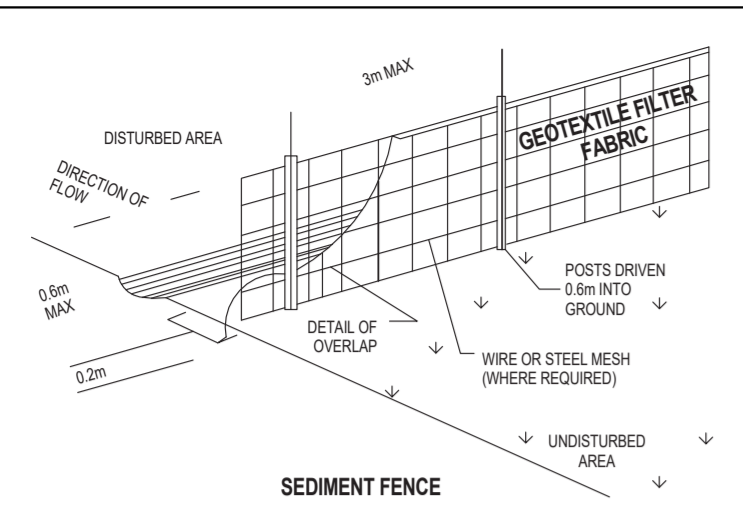 3m MAX
GEOTEXTILE FILTER
FABRIC
DISTURBED AREA
DIRECTION OF
FLOW
0.6m
MAX
POSTS DRIVEN
0.6m INTO
GROUND
DETAIL OF
OVERLAP
WIRE OR STEEL MESH
(WHERE REQUIRED)
0.2m
UNDISTURBED
AREA
SEDIMENT FENCE